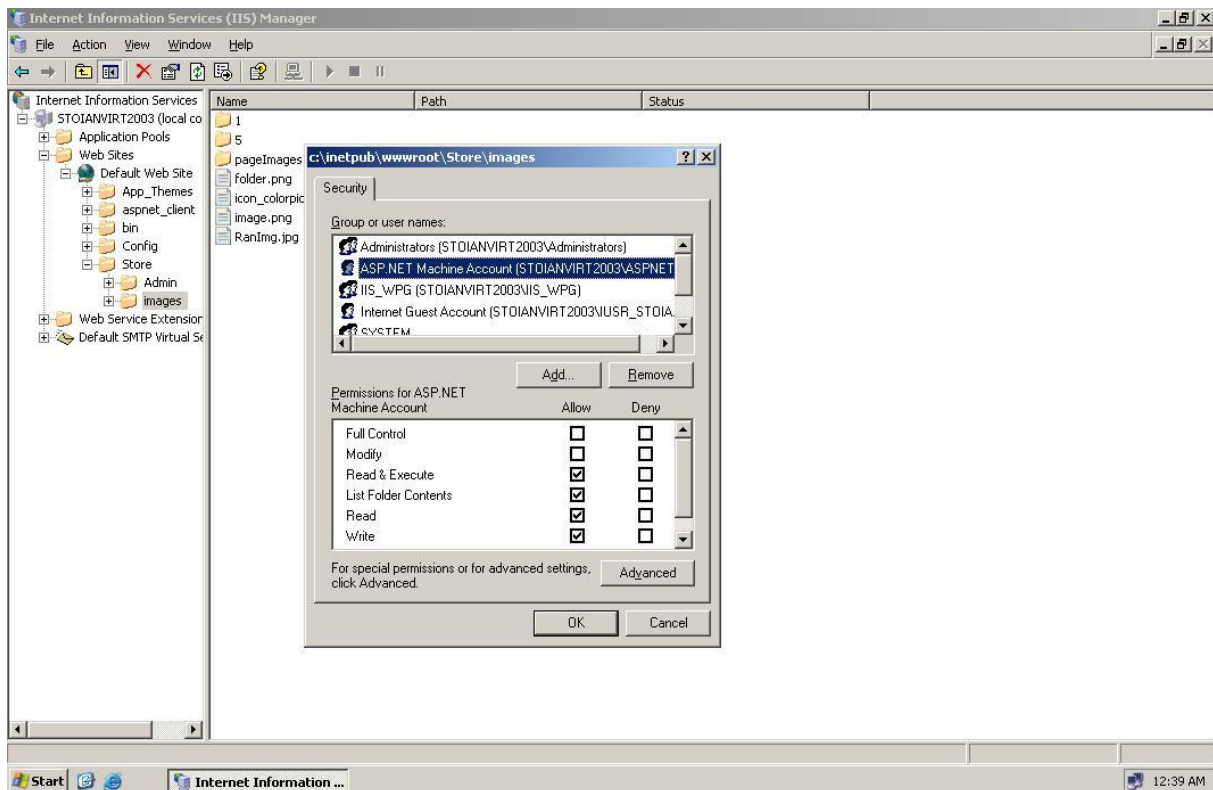 Internet Information Services (IIS) Manager
File Action View Window Help
Internet Information Services
STOIANVIRT2003 (local co
Application Pools
Web Sites
Default Web Site
App_Themes
aspnet_client
bin
Config
Store
Admin
images
Web Service Extension
Default SMTP Virtual Se
Name Path Status
1
5
pageImages
folder.png
icon_colorpic
image.png
RanImg.jpg
c:\inetpub\wwwroot\Store\images
Security
Group or user names:
Administrators (STOIANVIRT2003\Administrators)
ASP.NET Machine Account (STOIANVIRT2003\ASPNET
IIS_WPG (STOIANVIRT2003\IIS_WPG)
Internet Guest Account (STOIANVIRT2003\IUSR_STOIA
SYSTEM
Add... Remove
Permissions for ASP.NET
Machine Account Allow Deny
Full Control
Modify
Read & Execute
List Folder Contents
Read
Write
For special permissions or for advanced settings,
click Advanced.
Advanced
OK Cancel
Start Internet Information ... 12:39 AM